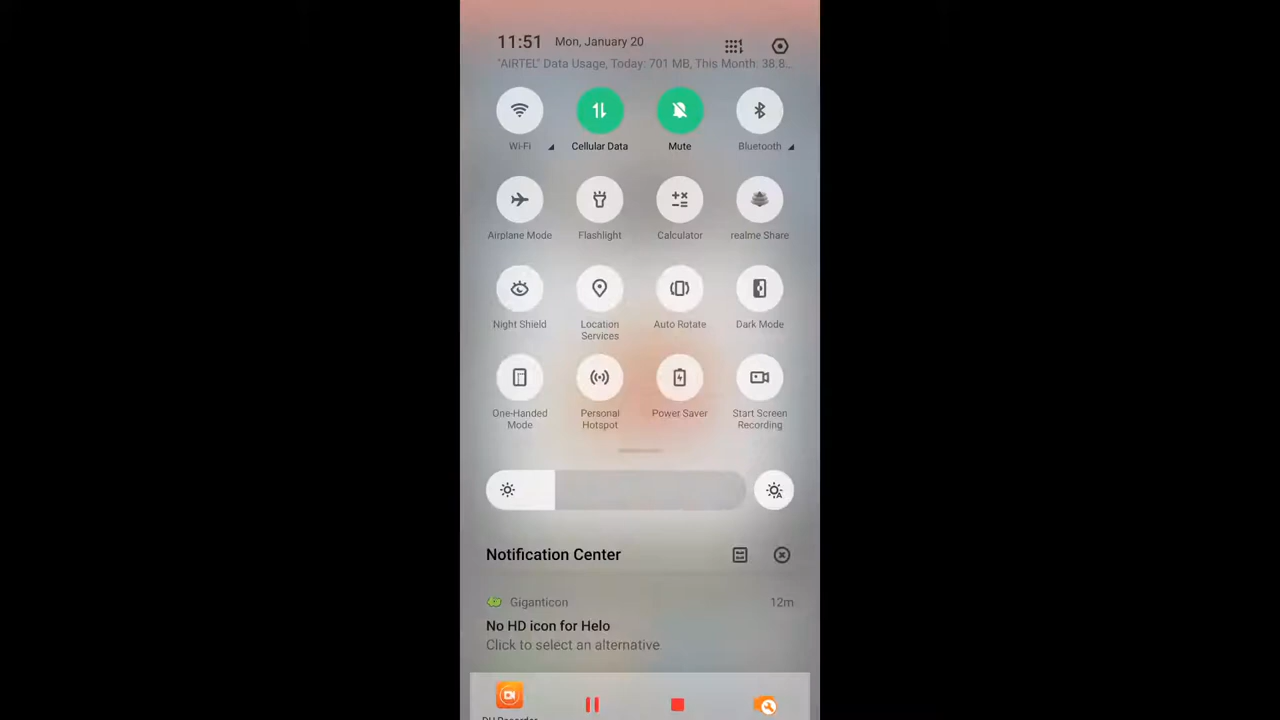 11:51 Mon, January 20
"AIRTEL" Data Usage, Today: 701 MB, This Month: 38.8...
Wi-Fi Cellular Data Mute Bluetooth
Airplane Mode Flashlight Calculator realme Share
Night Shield Location Services Auto Rotate Dark Mode
One-Handed Mode Personal Hotspot Power Saver Start Screen Recording
Notification Center
Giganticon 12m
No HD icon for Helo
Click to select an alternative